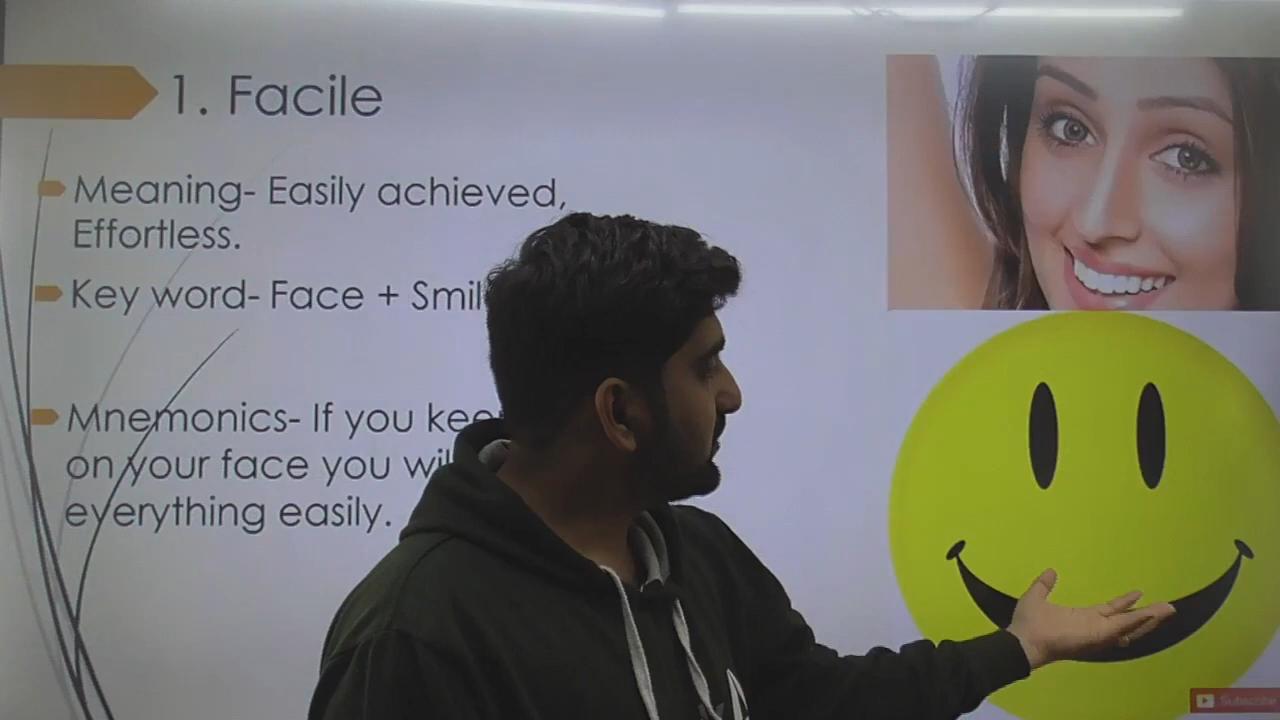 1. Facile
Meaning- Easily achieved,
Effortless.
Key word- Face + Smil
Mnemonics- If you kee
on your face you wil
everything easily.
Subscribe